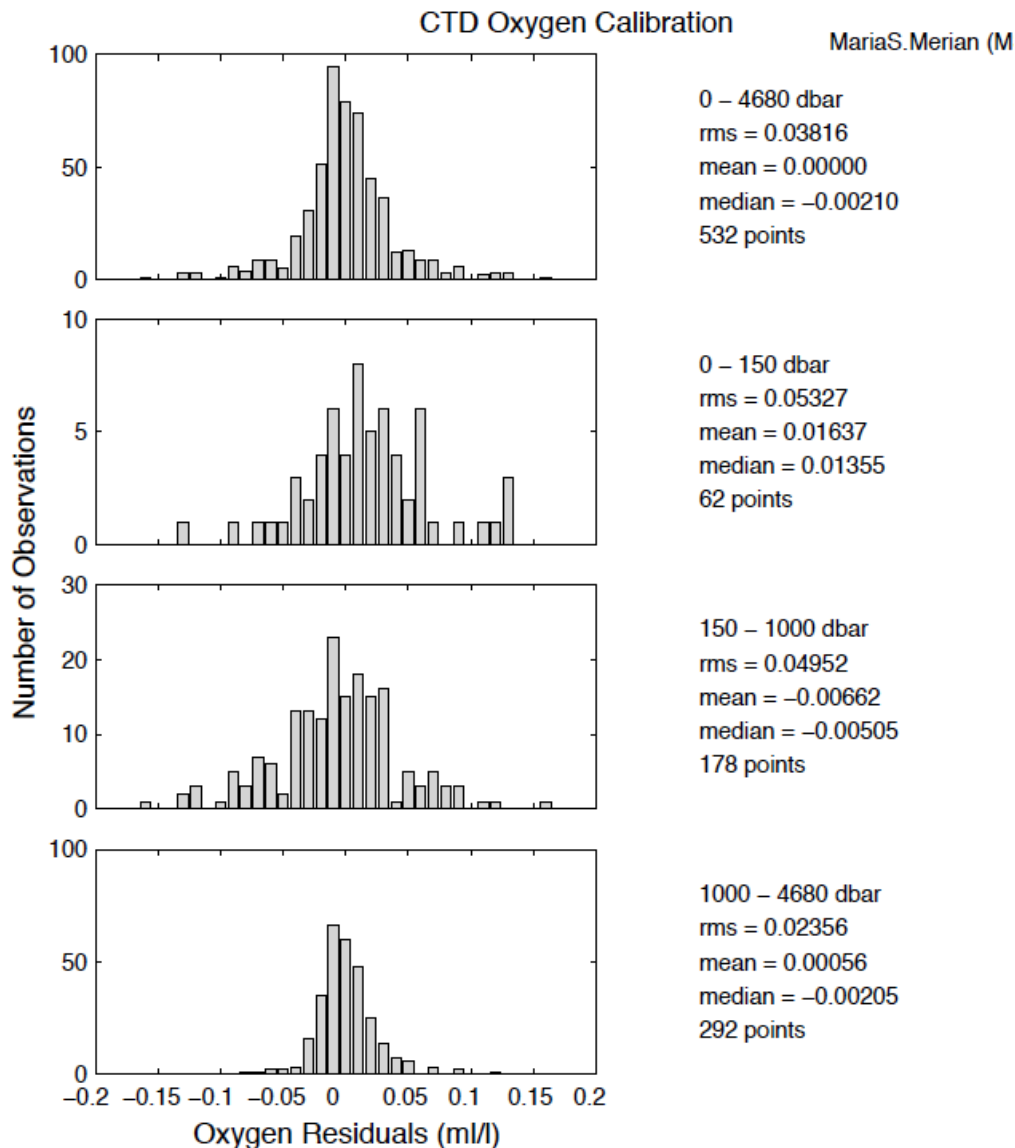 CTD Oxygen Calibration
MariaS.Merian (M
100
50
0
0 − 4680 dbar
rms = 0.03816
mean = 0.00000
median = −0.00210
532 points
10
5
0
0 − 150 dbar
rms = 0.05327
mean = 0.01637
median = 0.01355
62 points
Number of Observations
30
20
10
0
150 − 1000 dbar
rms = 0.04952
mean = −0.00662
median = −0.00505
178 points
100
50
0
1000 − 4680 dbar
rms = 0.02356
mean = 0.00056
median = −0.00205
292 points
−0.2 −0.15 −0.1 −0.05 0 0.05 0.1 0.15 0.2
Oxygen Residuals (ml/l)